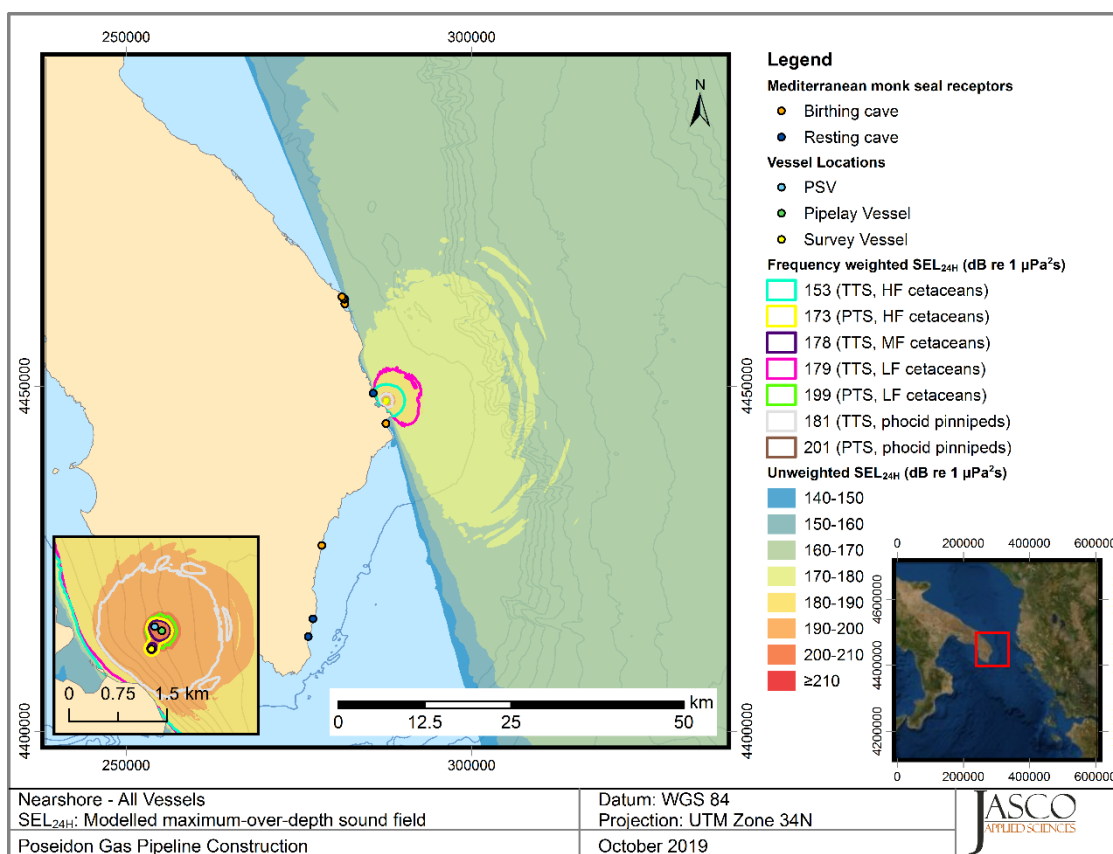 250000
300000
N
4450000
4450000
4400000
4400000
250000
300000
0 0.75 1.5 km
km
0 12.5 25 50
Legend
Mediterranean monk seal receptors
Birthing cave
Resting cave
Vessel Locations
PSV
Pipelay Vessel
Survey Vessel
Frequency weighted SEL24H (dB re 1 µPa²s)
153 (TTS, HF cetaceans)
173 (PTS, HF cetaceans)
178 (TTS, MF cetaceans)
179 (TTS, LF cetaceans)
199 (PTS, LF cetaceans)
181 (TTS, phocid pinnipeds)
201 (PTS, phocid pinnipeds)
Unweighted SEL24H (dB re 1 µPa²s)
140-150
150-160
160-170
170-180
180-190
190-200
200-210
≥210
0 200000 400000 600000
4600000
4400000
4200000
4600000
4400000
4200000
0 200000 400000 600000
Nearshore - All Vessels
SEL24H: Modelled maximum-over-depth sound field
Poseidon Gas Pipeline Construction
Datum: WGS 84
Projection: UTM Zone 34N
October 2019
JASCO
APPLIED SCIENCES